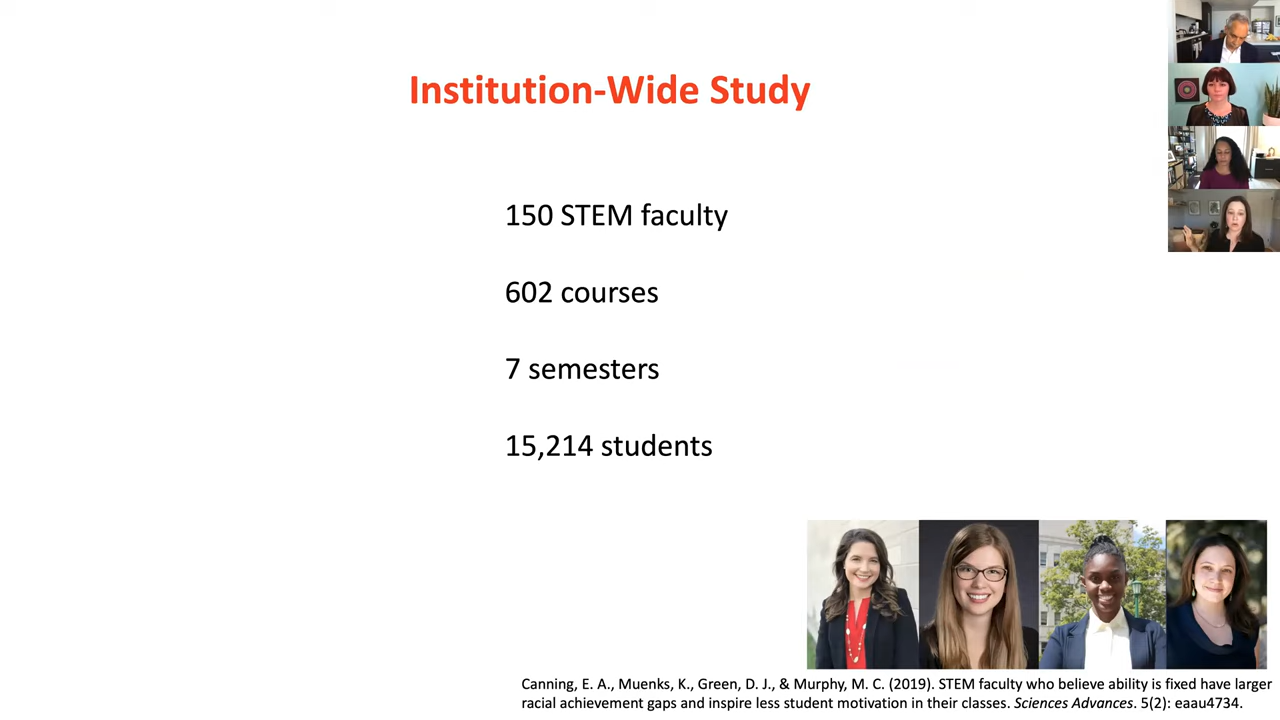 Institution-Wide Study
150 STEM faculty
602 courses
7 semesters
15,214 students
Canning, E. A., Muenks, K., Green, D. J., & Murphy, M. C. (2019). STEM faculty who believe ability is fixed have larger
racial achievement gaps and inspire less student motivation in their classes. Sciences Advances. 5(2): eaau4734.